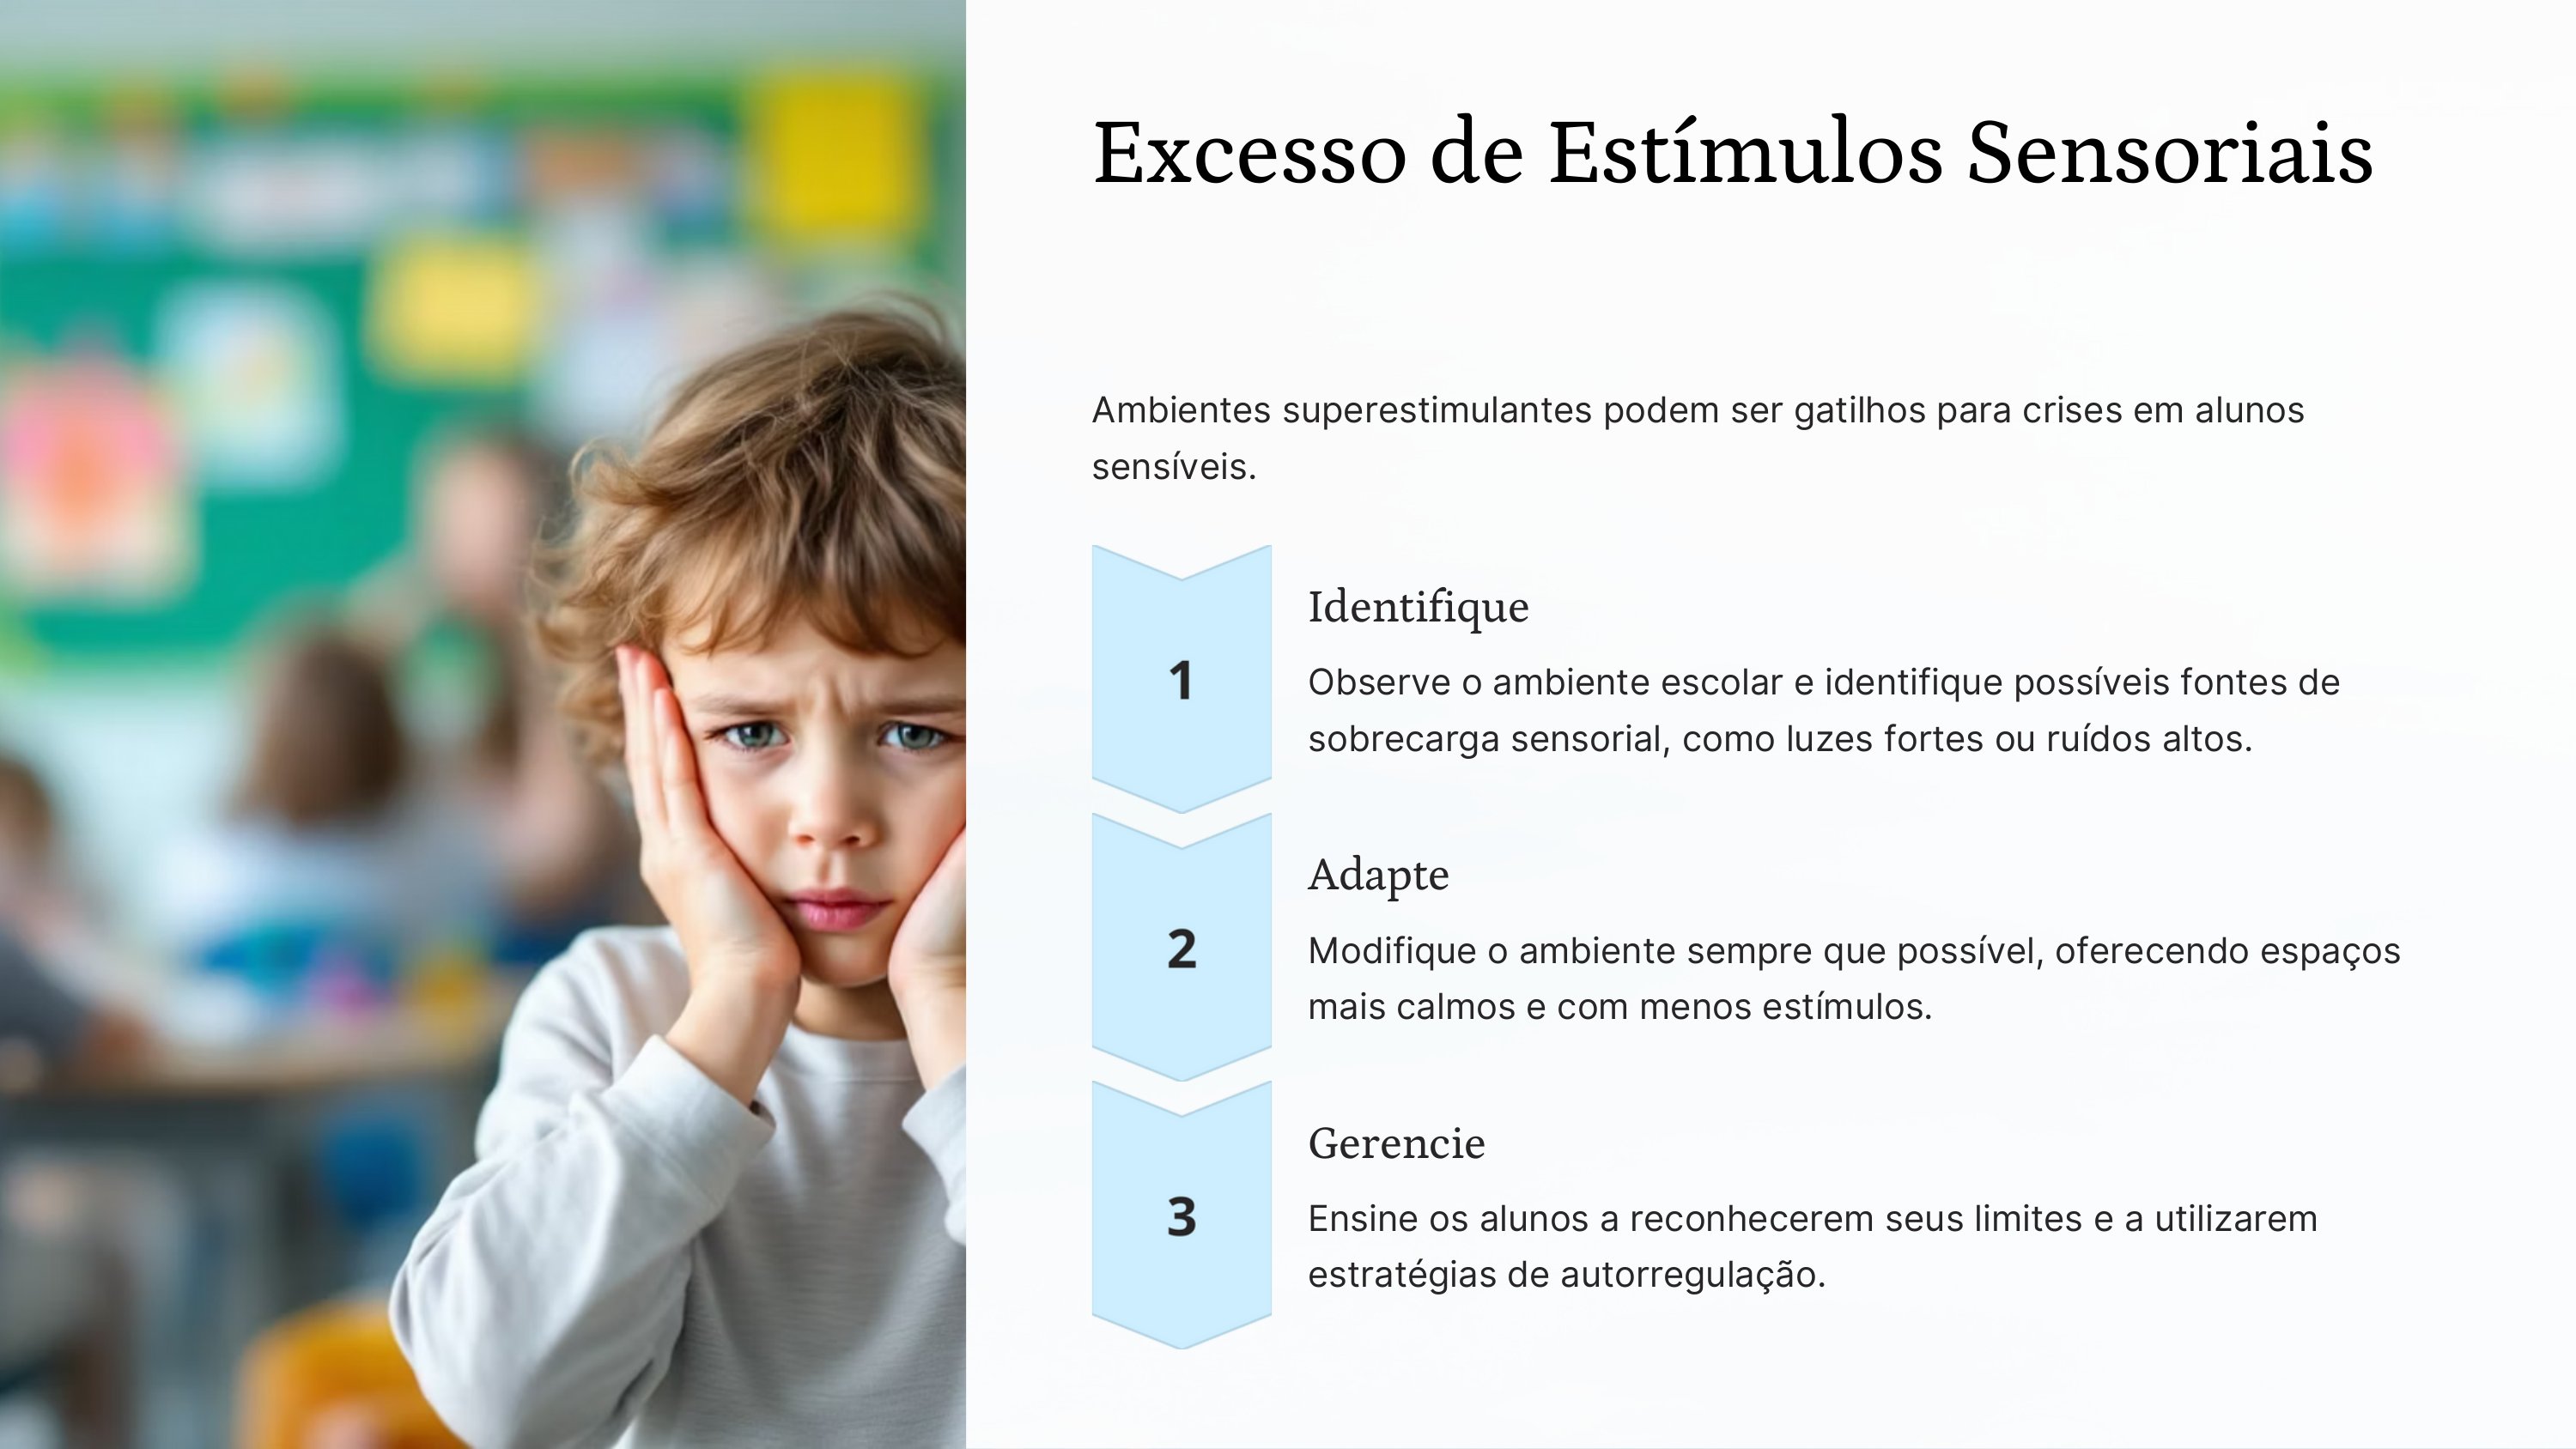 Excesso de Estímulos Sensoriais
Ambientes superestimulantes podem ser gatilhos para crises em alunos
sensíveis.
1
Identifique
Observe o ambiente escolar e identifique possíveis fontes de
sobrecarga sensorial, como luzes fortes ou ruídos altos.
2
Adapte
Modifique o ambiente sempre que possível, oferecendo espaços
mais calmos e com menos estímulos.
3
Gerencie
Ensine os alunos a reconhecerem seus limites e a utilizarem
estratégias de autorregulação.